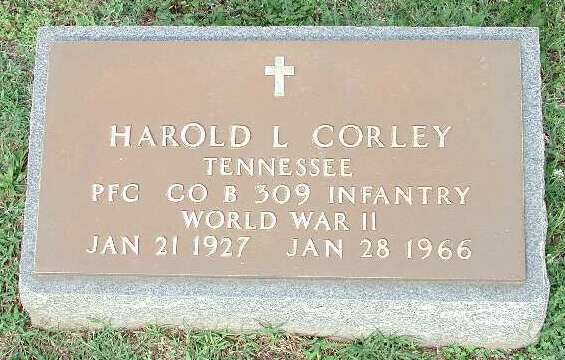 HAROLD L CORLEY
TENNESSEE
PFC CO B 309 INFANTRY
WORLD WAR II
JAN 21 1927 JAN 28 1966